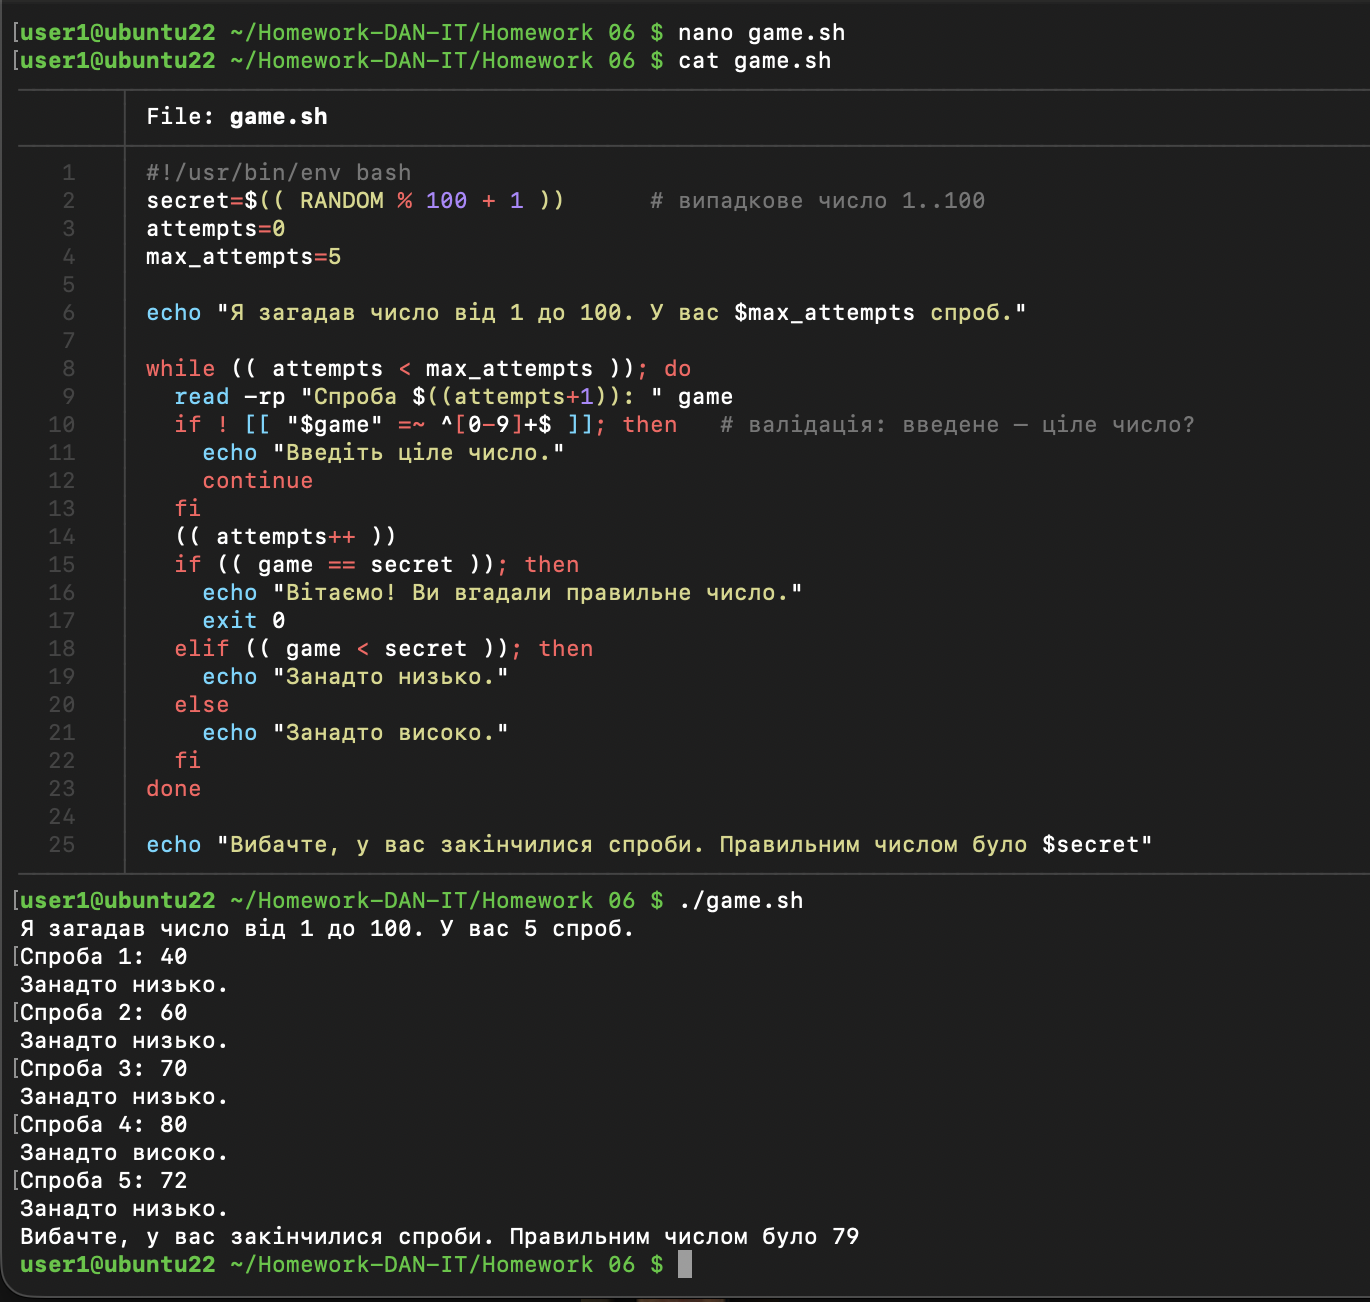 [user1@ubuntu22 ~/Homework-DAN-IT/Homework 06 $ nano game.sh
[user1@ubuntu22 ~/Homework-DAN-IT/Homework 06 $ cat game.sh
File: game.sh
1 #!/usr/bin/env bash
2 secret=$(( RANDOM % 100 + 1 ))      # випадкове число 1..100
3 attempts=0
4 max_attempts=5
5
6 echo "Я загадав число від 1 до 100. У вас $max_attempts спроб."
7
8 while (( attempts < max_attempts )); do
9   read -rp "Спроба $((attempts+1)): " game
10   if ! [[ "$game" =~ ^[0-9]+$ ]]; then   # валідація: введене — ціле число?
11     echo "Введіть ціле число."
12     continue
13   fi
14   (( attempts++ ))
15   if (( game == secret )); then
16     echo "Вітаємо! Ви вгадали правильне число."
17     exit 0
18   elif (( game < secret )); then
19     echo "Занадто низько."
20   else
21     echo "Занадто високо."
22   fi
23 done
24
25 echo "Вибачте, у вас закінчилися спроби. Правильним числом було $secret"
[user1@ubuntu22 ~/Homework-DAN-IT/Homework 06 $ ./game.sh
Я загадав число від 1 до 100. У вас 5 спроб.
[Спроба 1: 40
Занадто низько.
[Спроба 2: 60
Занадто низько.
[Спроба 3: 70
Занадто низько.
[Спроба 4: 80
Занадто високо.
[Спроба 5: 72
Занадто низько.
Вибачте, у вас закінчилися спроби. Правильним числом було 79
user1@ubuntu22 ~/Homework-DAN-IT/Homework 06 $